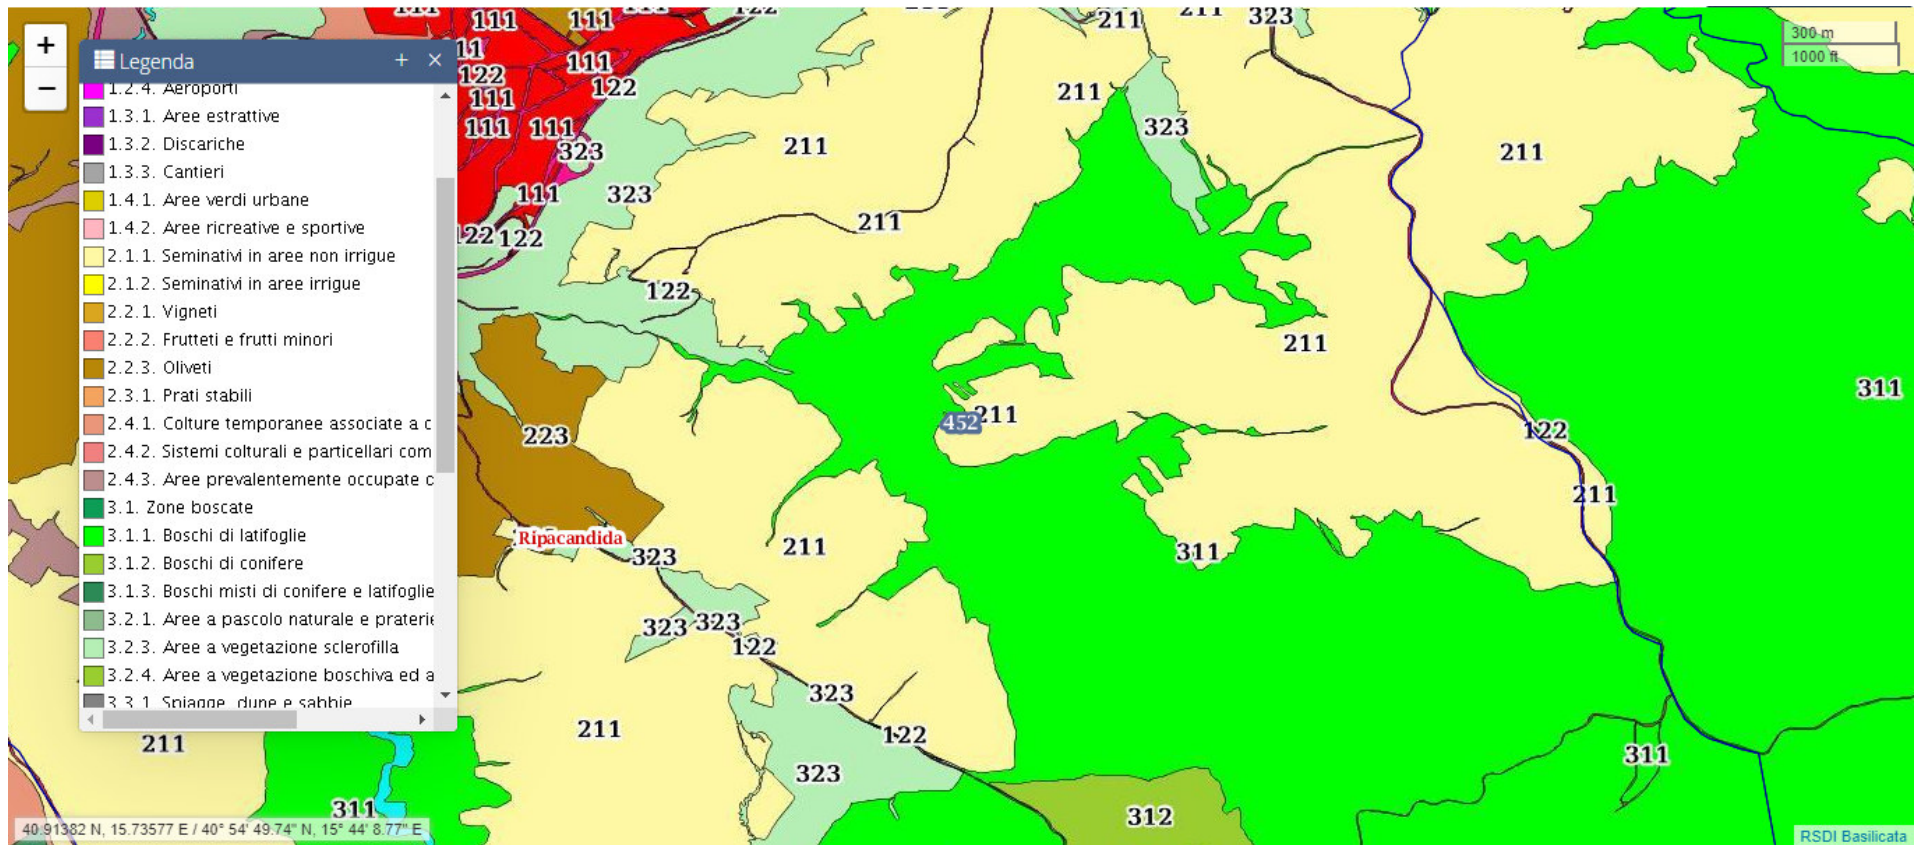 +
−
Legenda + ×
1.2.4. Aeroporti
1.3.1. Aree estrattive
1.3.2. Discariche
1.3.3. Cantieri
1.4.1. Aree verdi urbane
1.4.2. Aree ricreative e sportive
2.1.1. Seminativi in aree non irrigue
2.1.2. Seminativi in aree irrigue
2.2.1. Vigneti
2.2.2. Frutteti e frutti minori
2.2.3. Oliveti
2.3.1. Prati stabili
2.4.1. Colture temporanee associate a c
2.4.2. Sistemi colturali e particellari com
2.4.3. Aree prevalentemente occupate c
3.1. Zone boscate
3.1.1. Boschi di latifoglie
3.1.2. Boschi di conifere
3.1.3. Boschi misti di conifere e latifoglie
3.2.1. Aree a pascolo naturale e praterie
3.2.3. Aree a vegetazione sclerofilla
3.2.4. Aree a vegetazione boschiva ed a
3.3.1. Spiagge, dune e sabbie
111 111 111 111 122 211
111 111 211 211 323
111 111
122 122
111 211
111 111 323
323 211 211
111 323
211
122 122
122
211
311
452 211
223 122
211
Ripacandida 323 211 311
323 323
122
323
211 122
211
323 311
311 312
300 m
1000 ft
40.91382 N, 15.73577 E / 40° 54' 49.74" N, 15° 44' 8.77" E
RSDI Basilicata